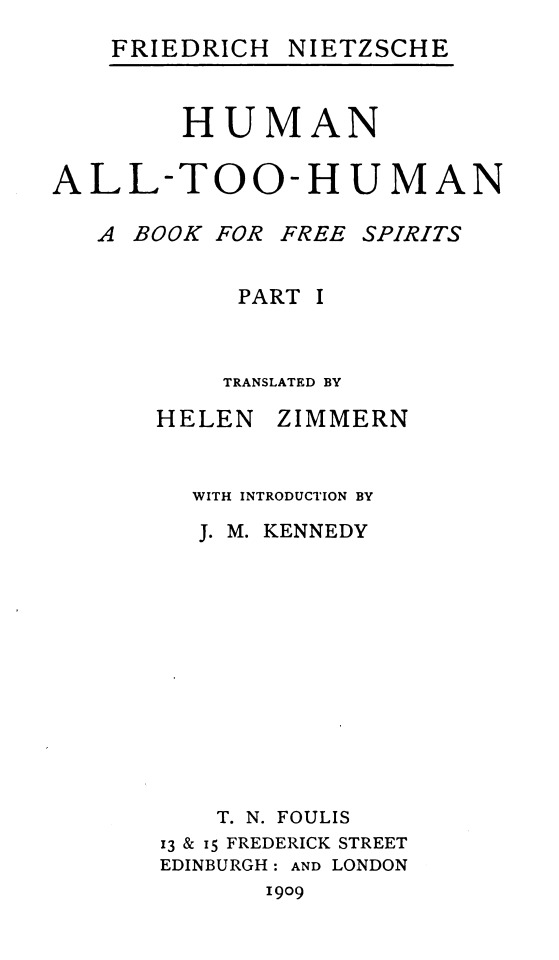 FRIEDRICH NIETZSCHE
HUMAN
ALL-TOO-HUMAN
A BOOK FOR FREE SPIRITS
PART I
TRANSLATED BY
HELEN ZIMMERN
WITH INTRODUCTION BY
J. M. KENNEDY
T. N. FOULIS
13 & 15 FREDERICK STREET
EDINBURGH: AND LONDON
1909